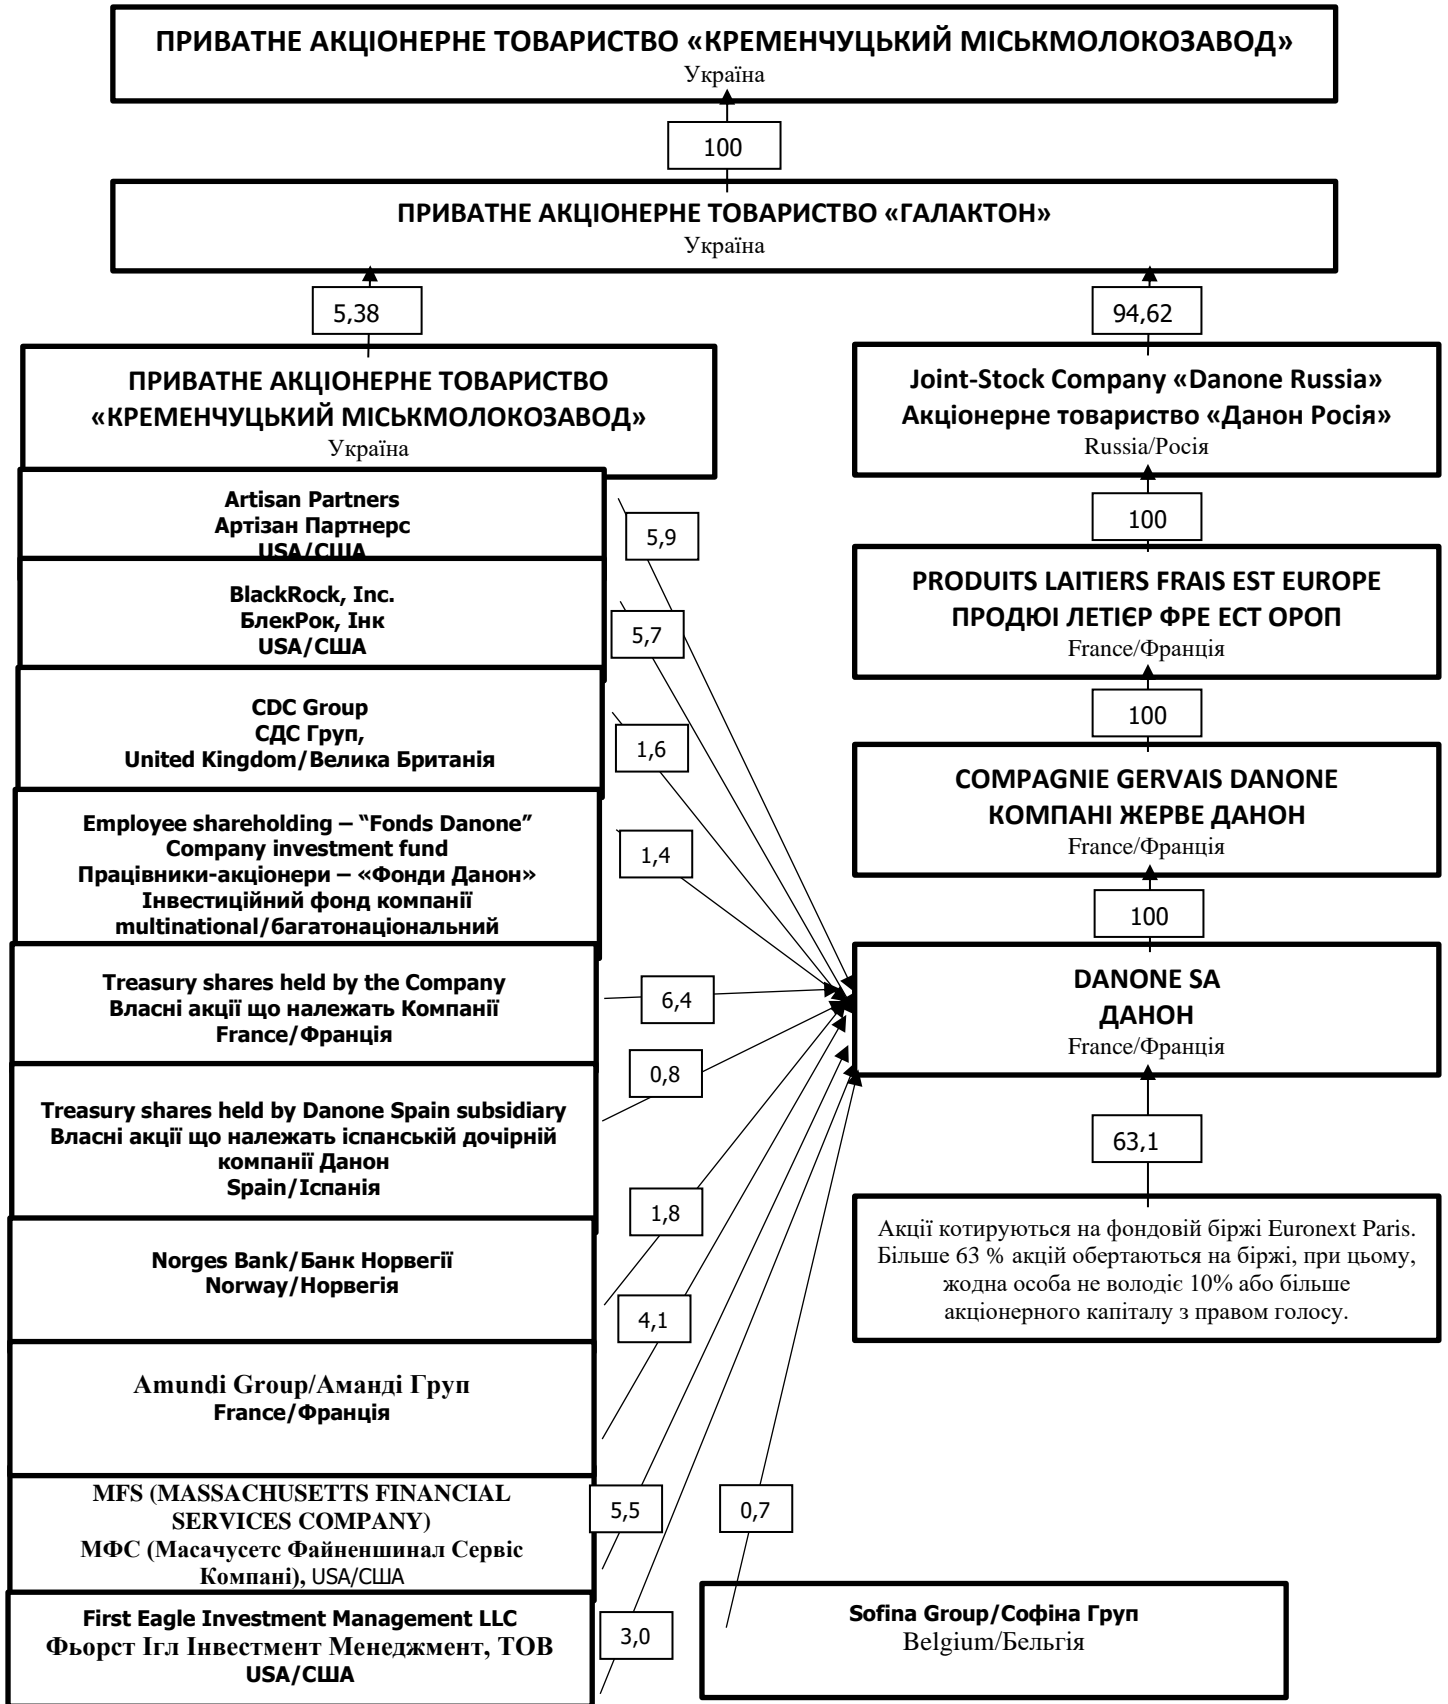 ПРИВАТНЕ АКЦІОНЕРНЕ ТОВАРИСТВО «КРЕМЕНЧУЦЬКИЙ МІСЬКМОЛОКОЗАВОД»
Україна
100
ПРИВАТНЕ АКЦІОНЕРНЕ ТОВАРИСТВО «ГАЛАКТОН»
Україна
5,38
94,62
ПРИВАТНЕ АКЦІОНЕРНЕ ТОВАРИСТВО
«КРЕМЕНЧУЦЬКИЙ МІСЬКМОЛОКОЗАВОД»
Україна
Joint-Stock Company «Danone Russia»
Акціонерне товариство «Данон Росія»
Russia/Росія
100
PRODUITS LAITIERS FRAIS EST EUROPE
ПРОДЮІ ЛЕТІЄР ФРЕ ЕСТ ОРОП
France/Франція
100
COMPAGNIE GERVAIS DANONE
КОМПАНІ ЖЕРВЕ ДАНОН
France/Франція
100
DANONE SA
ДАНОН
France/Франція
63,1
Акції котируються на фондовій біржі Euronext Paris.
Більше 63 % акцій обертаються на біржі, при цьому,
жодна особа не володіє 10% або більше
акціонерного капіталу з правом голосу.
Artisan Partners
Артізан Партнерс
USA/США
5,9
BlackRock, Inc.
БлекРок, Інк
USA/США
5,7
CDC Group
СДС Груп,
United Kingdom/Велика Британія
1,6
Employee shareholding – “Fonds Danone”
Company investment fund
Працівники-акціонери – «Фонди Данон»
Інвестиційний фонд компанії
multinational/багатонаціональний
1,4
Treasury shares held by the Company
Власні акції що належать Компанії
France/Франція
6,4
Treasury shares held by Danone Spain subsidiary
Власні акції що належать іспанській дочірній
компанії Данон
Spain/Іспанія
0,8
Norges Bank/Банк Норвегії
Norway/Норвегія
1,8
Amundi Group/Аманді Груп
France/Франція
4,1
MFS (MASSACHUSETTS FINANCIAL
SERVICES COMPANY)
МФС (Масачусетс Файненшинал Сервіс
Компані), USA/США
5,5
First Eagle Investment Management LLC
Фьорст Ігл Інвестмент Менеджмент, ТОВ
USA/США
3,0
0,7
Sofina Group/Софіна Груп
Belgium/Бельгія